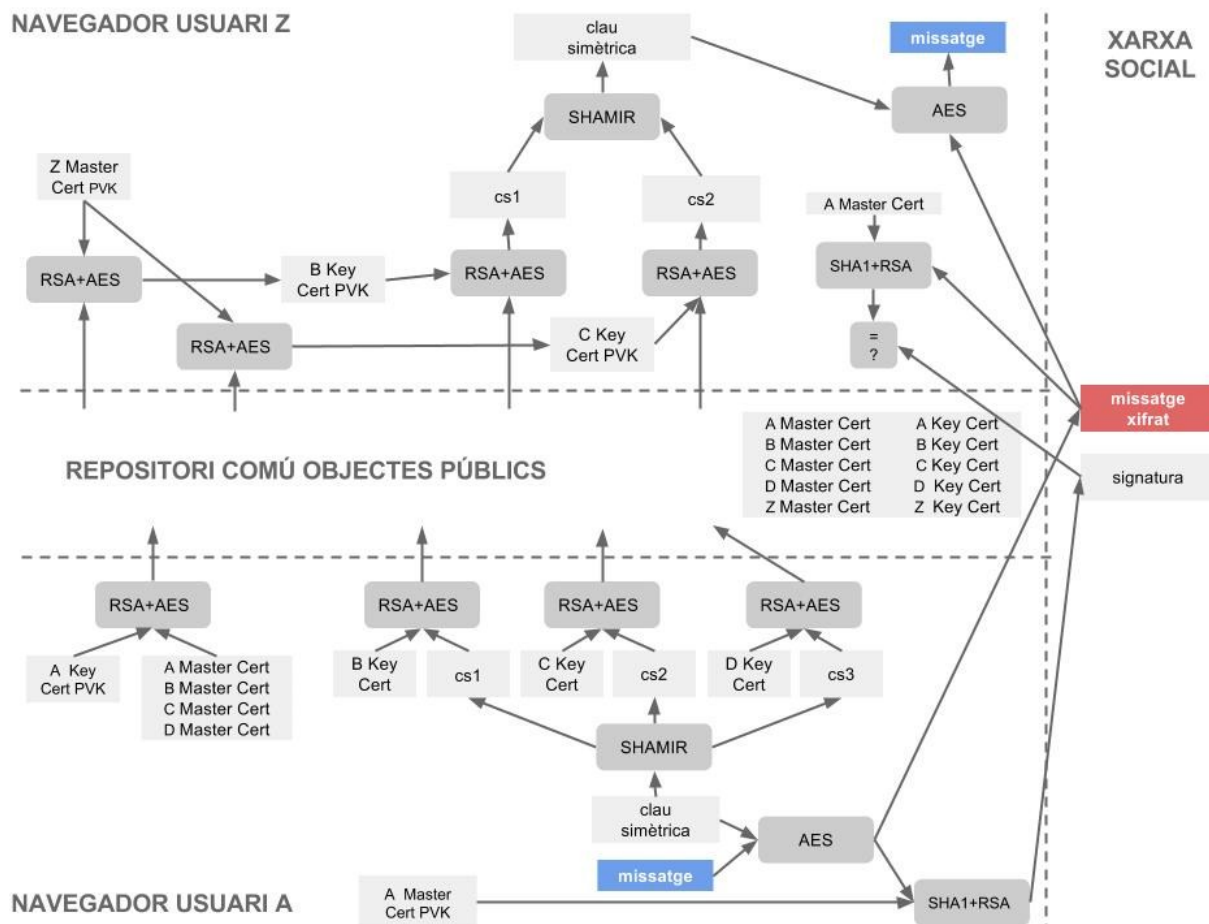 NAVEGADOR USUARI Z
clau
simètrica
missatge
XARXA
SOCIAL
SHAMIR
AES
Z Master
Cert PVK
cs1
cs2
A Master Cert
RSA+AES
B Key
Cert PVK
RSA+AES
RSA+AES
SHA1+RSA
RSA+AES
C Key
Cert PVK
=
?
missatge
xifrat
REPOSITORI COMÚ OBJECTES PÚBLICS
A Master Cert
B Master Cert
C Master Cert
D Master Cert
Z Master Cert
A Key Cert
B Key Cert
C Key Cert
D Key Cert
Z Key Cert
signatura
RSA+AES
RSA+AES
RSA+AES
RSA+AES
A Key
Cert PVK
A Master Cert
B Master Cert
C Master Cert
D Master Cert
B Key
Cert
cs1
C Key
Cert
cs2
D Key
Cert
cs3
SHAMIR
clau
simètrica
AES
missatge
NAVEGADOR USUARI A
A Master
Cert PVK
SHA1+RSA